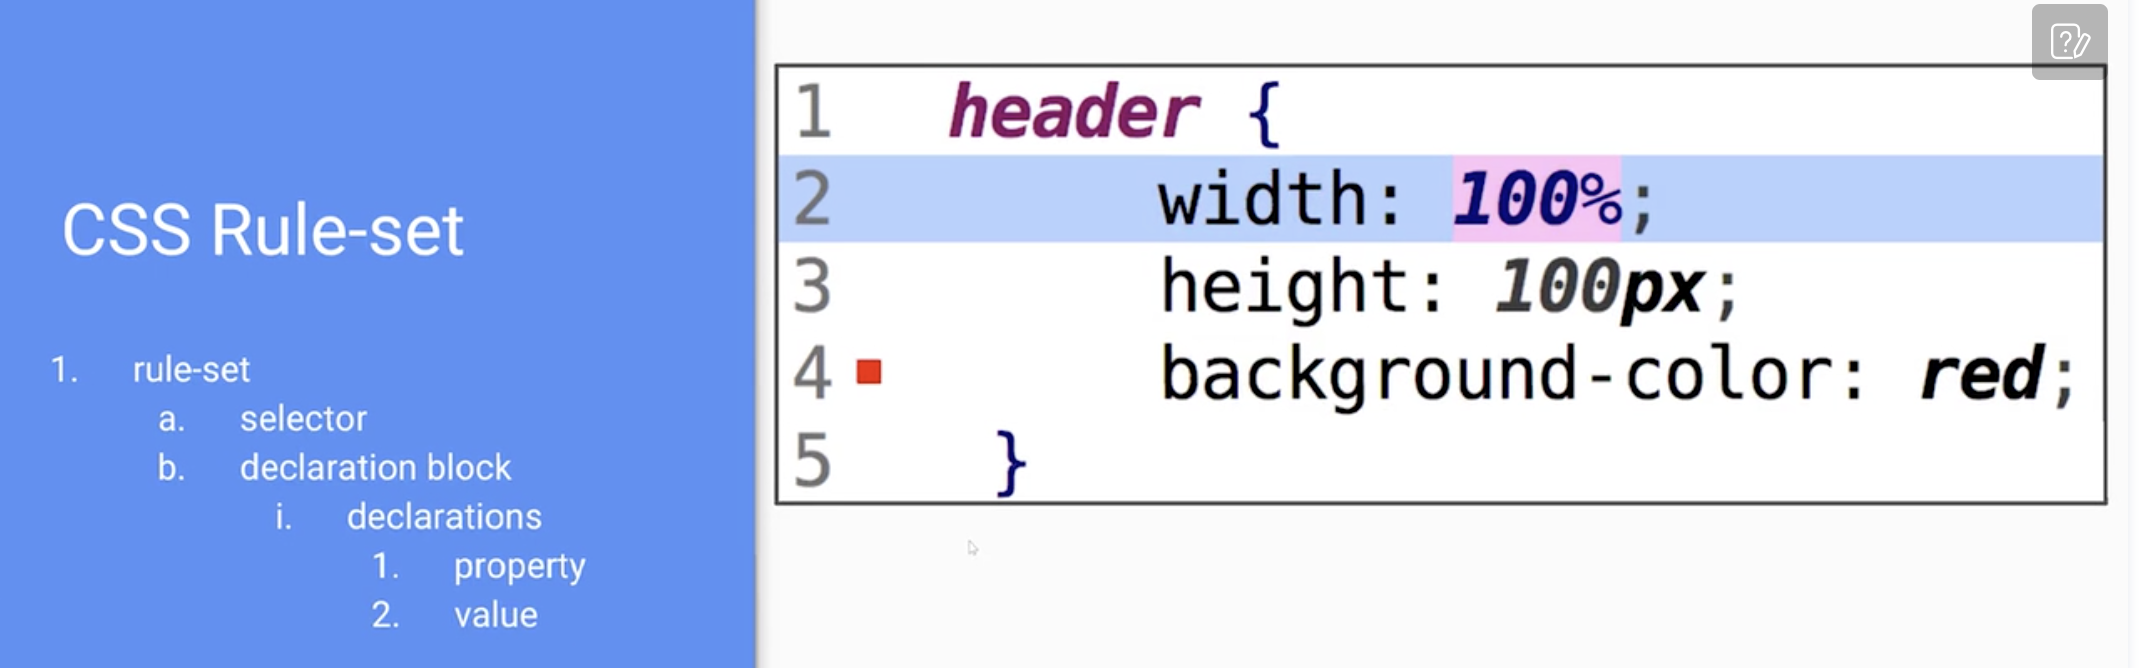 CSS Rule-set
1. rule-set
a. selector
b. declaration block
i. declarations
1. property
2. value
1 header {
2 width: 100%;
3 height: 100px;
4 background-color: red;
5 }
?